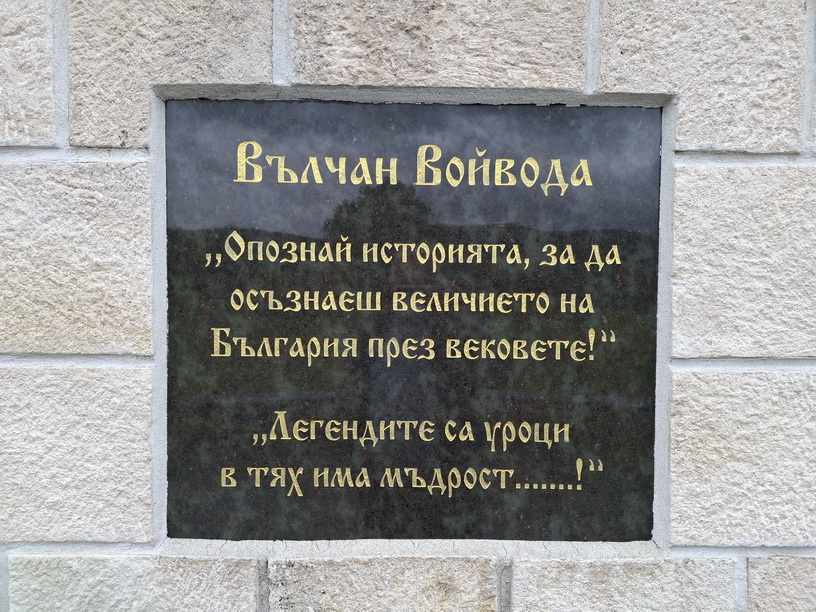 Вълчан Войвода
,,Опознай историята, за да
осъзнаеш величието на
България през вековете!“
,,Легендите са уроци
в тях има мъдрост.......!“